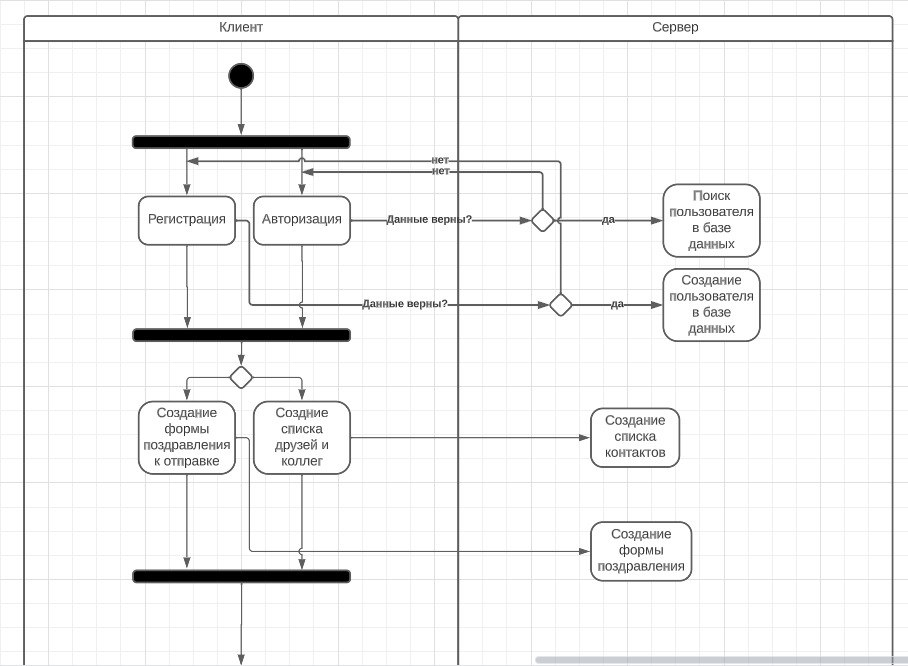 Клиент
Сервер
нет
нет
Регистрация
Авторизация
Данные верны?
да
Поиск
пользователя
в базе
данных
Данные верны?
да
Создание
пользователя
в базе
данных
Создание
формы
поздравления
к отправке
Создние
списка
друзей и
коллег
Создание
списка
контактов
Создание
формы
поздравления